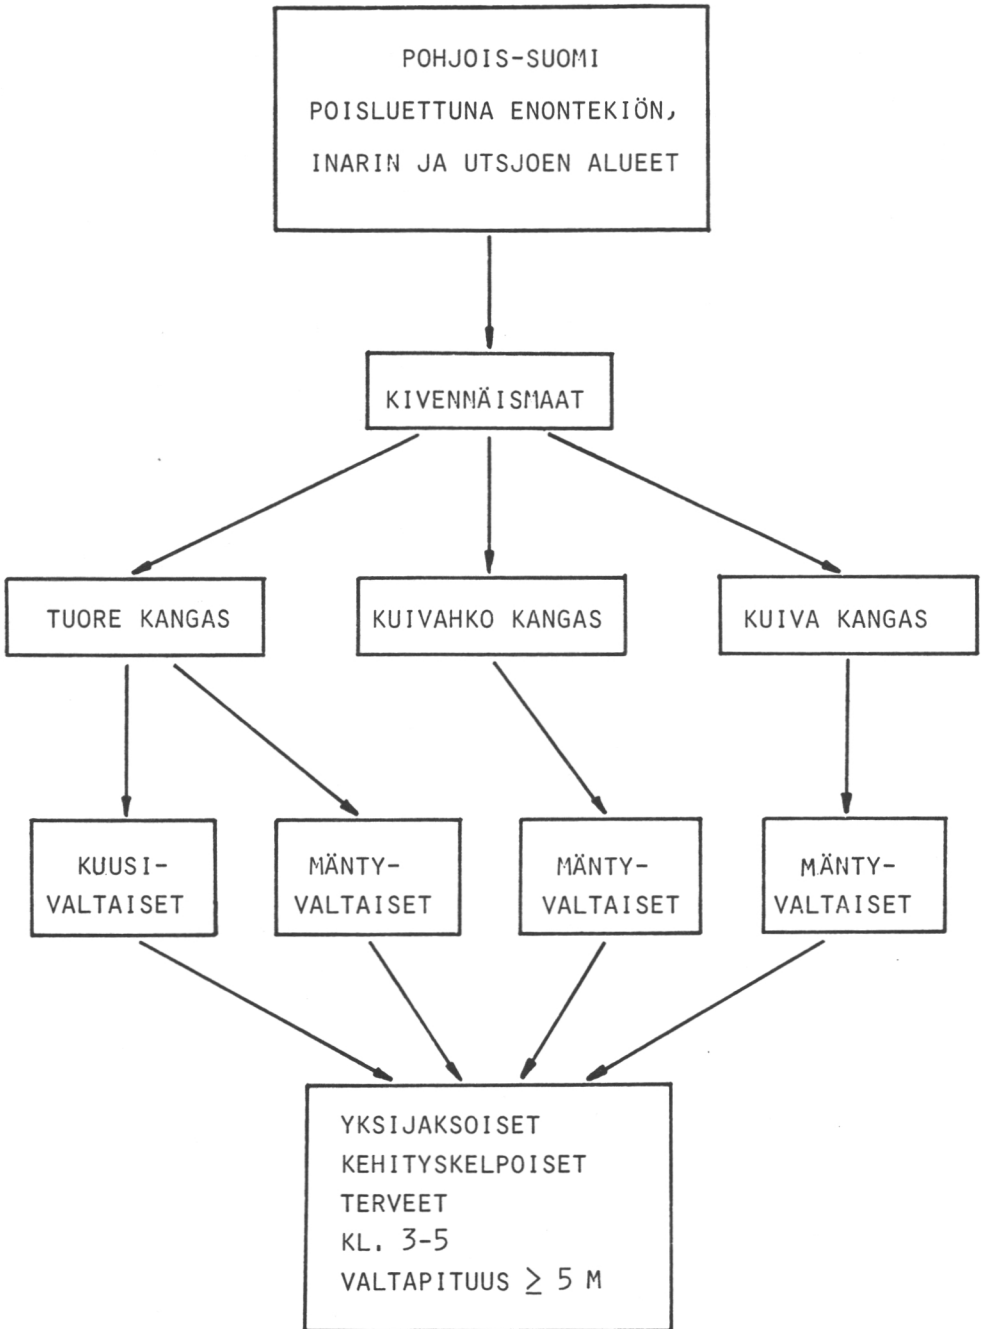 POHJOIS-SUOMI
POISLUETTUNA ENONTEKIÖN,
INARIN JA UTSJOEN ALUEET
KIVENNÄISMAAT
TUORE KANGAS
KUIVAHKO KANGAS
KUIVA KANGAS
KUUSI-
VALTAISET
MÄNTY-
VALTAISET
MÄNTY-
VALTAISET
MÄNTY-
VALTAISET
YKSIJAKSOISET
KEHITYSKELPOISET
TERVEET
KL. 3-5
VALTAPITUUS ≥ 5 M